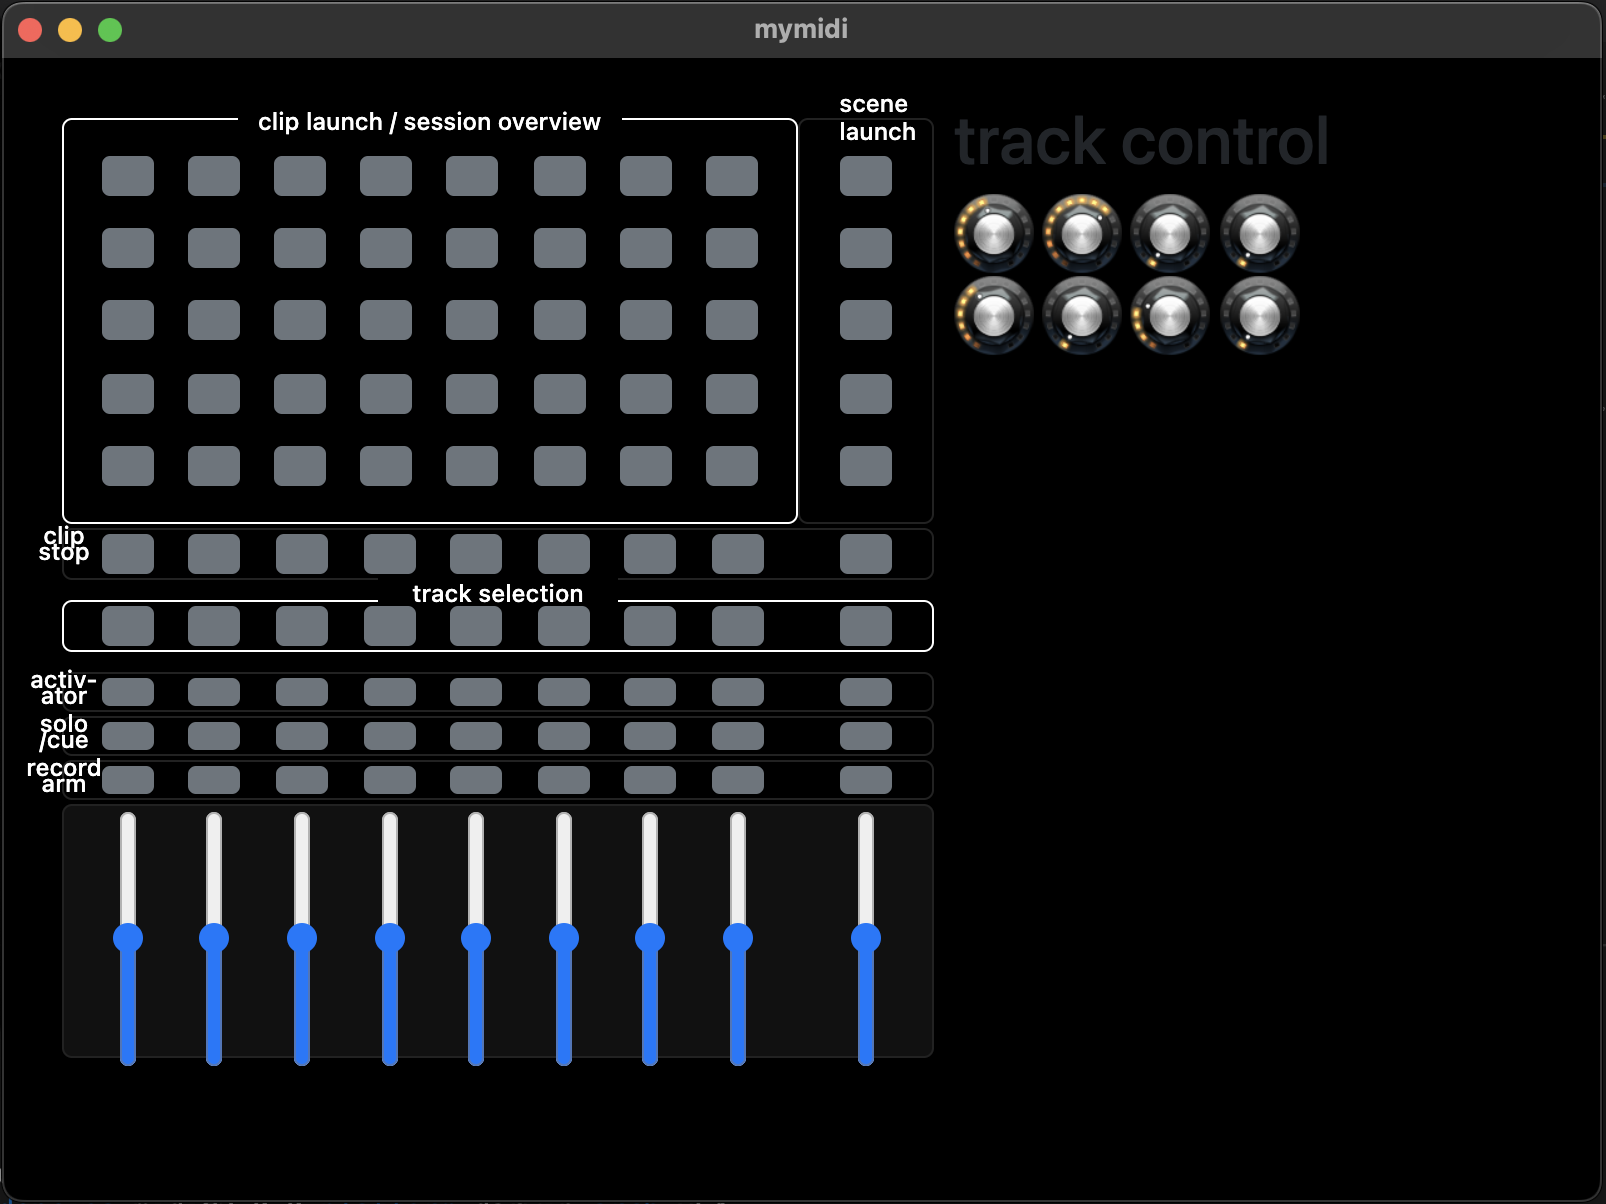 mymidi
clip launch / session overview
scene
launch
track control
clip
stop
track selection
activ-
ator
solo
/cue
record
arm